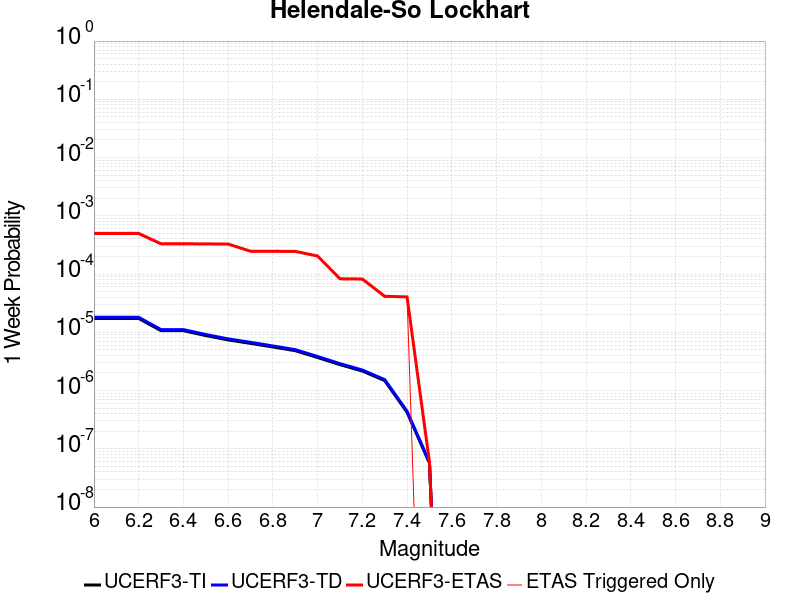 Helendale-So Lockhart
10^0
10^-1
10^-2
10^-3
10^-4
10^-5
10^-6
10^-7
10^-8
1 Week Probability
6 6.2 6.4 6.6 6.8 7 7.2 7.4 7.6 7.8 8 8.2 8.4 8.6 8.8 9
Magnitude
UCERF3-TI UCERF3-TD UCERF3-ETAS ETAS Triggered Only